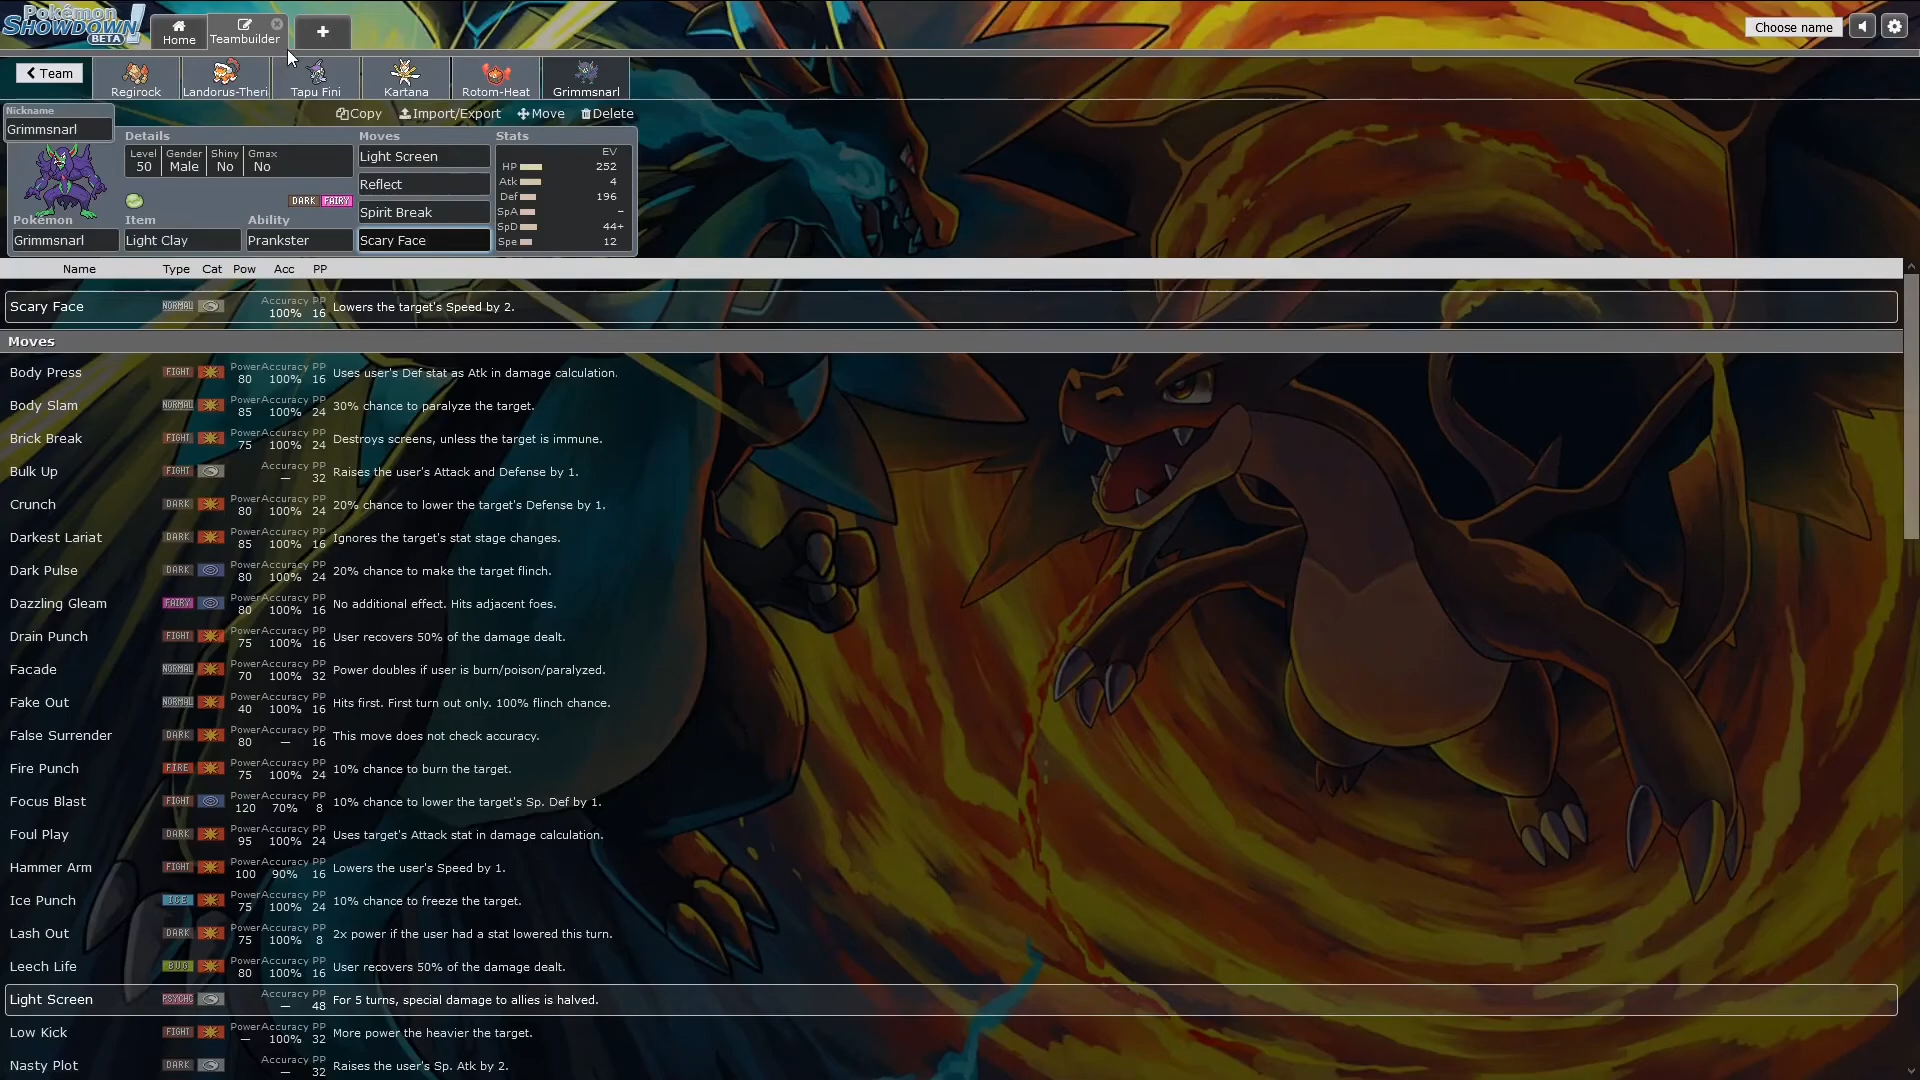 Pokémon
SHOWDOWN!
BETA
Home
Teambuilder
+
Choose name
Team
Regirock
Landorus-Theri
Tapu Fini
Kartana
Rotom-Heat
Grimmsnarl
Copy Import/Export Move Delete
Nickname
Grimmsnarl
Details
Level Gender Shiny Gmax
50 Male No No
DARK FAIRY
Pokémon
Grimmsnarl
Item
Light Clay
Ability
Prankster
Moves
Light Screen
Reflect
Spirit Break
Scary Face
Stats
EV
HP 252
Atk 4
Def 196
SpA –
SpD 44+
Spe 12
Name Type Cat Pow Acc PP
Scary Face NORMAL Accuracy 100% PP 16 Lowers the target's Speed by 2.
Moves
Body Press FIGHT Power 80 Accuracy 100% PP 16 Uses user's Def stat as Atk in damage calculation.
Body Slam NORMAL Power 85 Accuracy 100% PP 24 30% chance to paralyze the target.
Brick Break FIGHT Power 75 Accuracy 100% PP 24 Destroys screens, unless the target is immune.
Bulk Up FIGHT Accuracy — PP 32 Raises the user's Attack and Defense by 1.
Crunch DARK Power 80 Accuracy 100% PP 24 20% chance to lower the target's Defense by 1.
Darkest Lariat DARK Power 85 Accuracy 100% PP 16 Ignores the target's stat stage changes.
Dark Pulse DARK Power 80 Accuracy 100% PP 24 20% chance to make the target flinch.
Dazzling Gleam FAIRY Power 80 Accuracy 100% PP 16 No additional effect. Hits adjacent foes.
Drain Punch FIGHT Power 75 Accuracy 100% PP 16 User recovers 50% of the damage dealt.
Facade NORMAL Power 70 Accuracy 100% PP 32 Power doubles if user is burn/poison/paralyzed.
Fake Out NORMAL Power 40 Accuracy 100% PP 16 Hits first. First turn out only. 100% flinch chance.
False Surrender DARK Power 80 Accuracy — PP 16 This move does not check accuracy.
Fire Punch FIRE Power 75 Accuracy 100% PP 24 10% chance to burn the target.
Focus Blast FIGHT Power 120 Accuracy 70% PP 8 10% chance to lower the target's Sp. Def by 1.
Foul Play DARK Power 95 Accuracy 100% PP 24 Uses target's Attack stat in damage calculation.
Hammer Arm FIGHT Power 100 Accuracy 90% PP 16 Lowers the user's Speed by 1.
Ice Punch ICE Power 75 Accuracy 100% PP 24 10% chance to freeze the target.
Lash Out DARK Power 75 Accuracy 100% PP 8 2x power if the user had a stat lowered this turn.
Leech Life BUG Power 80 Accuracy 100% PP 16 User recovers 50% of the damage dealt.
Light Screen PSYCHC Accuracy — PP 48 For 5 turns, special damage to allies is halved.
Low Kick FIGHT Power — Accuracy 100% PP 32 More power the heavier the target.
Nasty Plot DARK Accuracy — PP 32 Raises the user's Sp. Atk by 2.